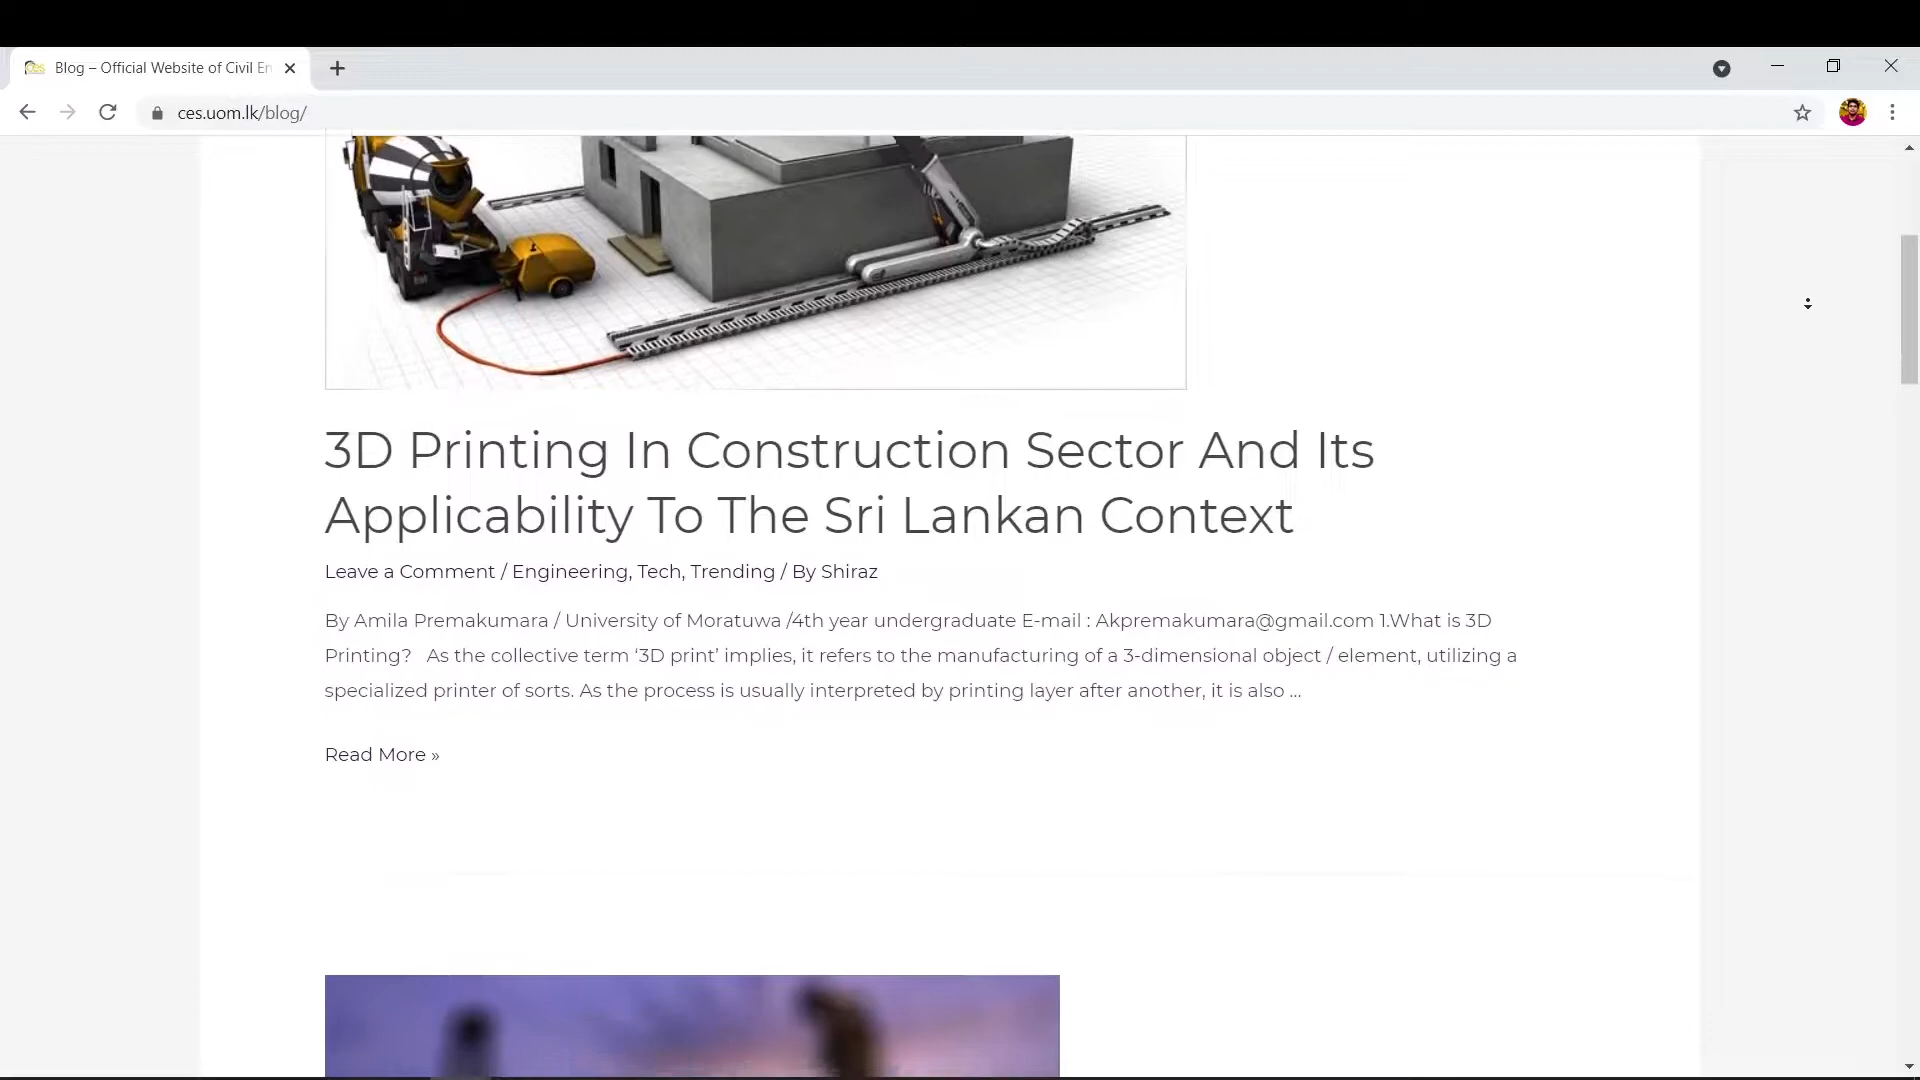 Blog – Official Website of Civil En
ces.uom.lk/blog/
3D Printing In Construction Sector And Its
Applicability To The Sri Lankan Context
Leave a Comment / Engineering, Tech, Trending / By Shiraz
By Amila Premakumara / University of Moratuwa /4th year undergraduate E-mail : Akpremakumara@gmail.com 1.What is 3D
Printing?   As the collective term ‘3D print’ implies, it refers to the manufacturing of a 3-dimensional object / element, utilizing a
specialized printer of sorts. As the process is usually interpreted by printing layer after another, it is also …
Read More »